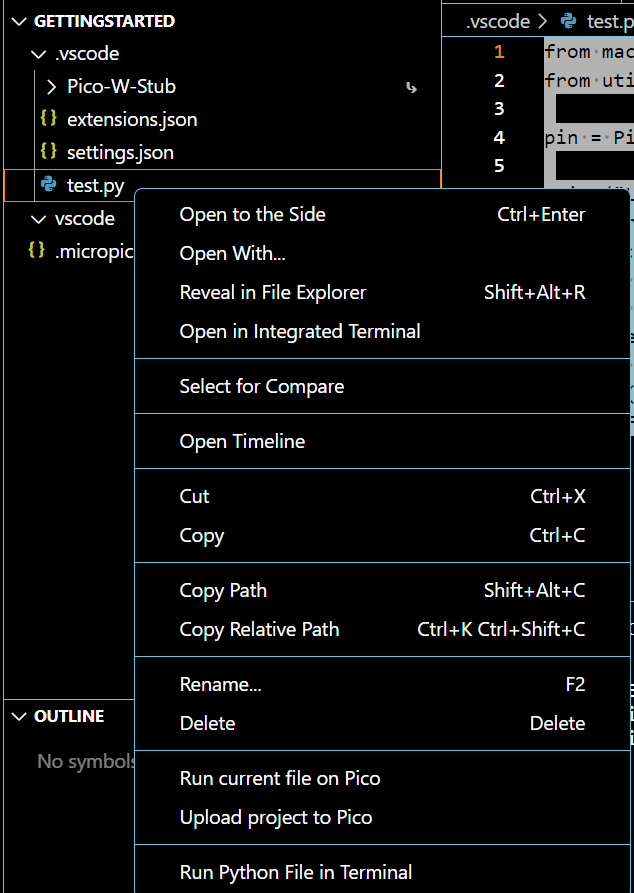 GETTINGSTARTED
.vscode
Pico-W-Stub
{} extensions.json
{} settings.json
test.py
vscode
{} .micropic
.vscode > test.p
1 from mac
2 from uti
3
4 pin = Pi
5
Open to the Side Ctrl+Enter
Open With...
Reveal in File Explorer Shift+Alt+R
Open in Integrated Terminal
Select for Compare
Open Timeline
Cut Ctrl+X
Copy Ctrl+C
Copy Path Shift+Alt+C
Copy Relative Path Ctrl+K Ctrl+Shift+C
Rename... F2
Delete Delete
Run current file on Pico
Upload project to Pico
Run Python File in Terminal
OUTLINE
No symbols